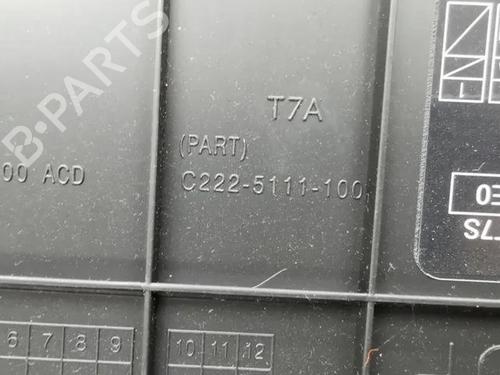 B-PARTS
T7A
(PART)
00 ACD
C222-5111-100
6 7 8 9
10 11 12